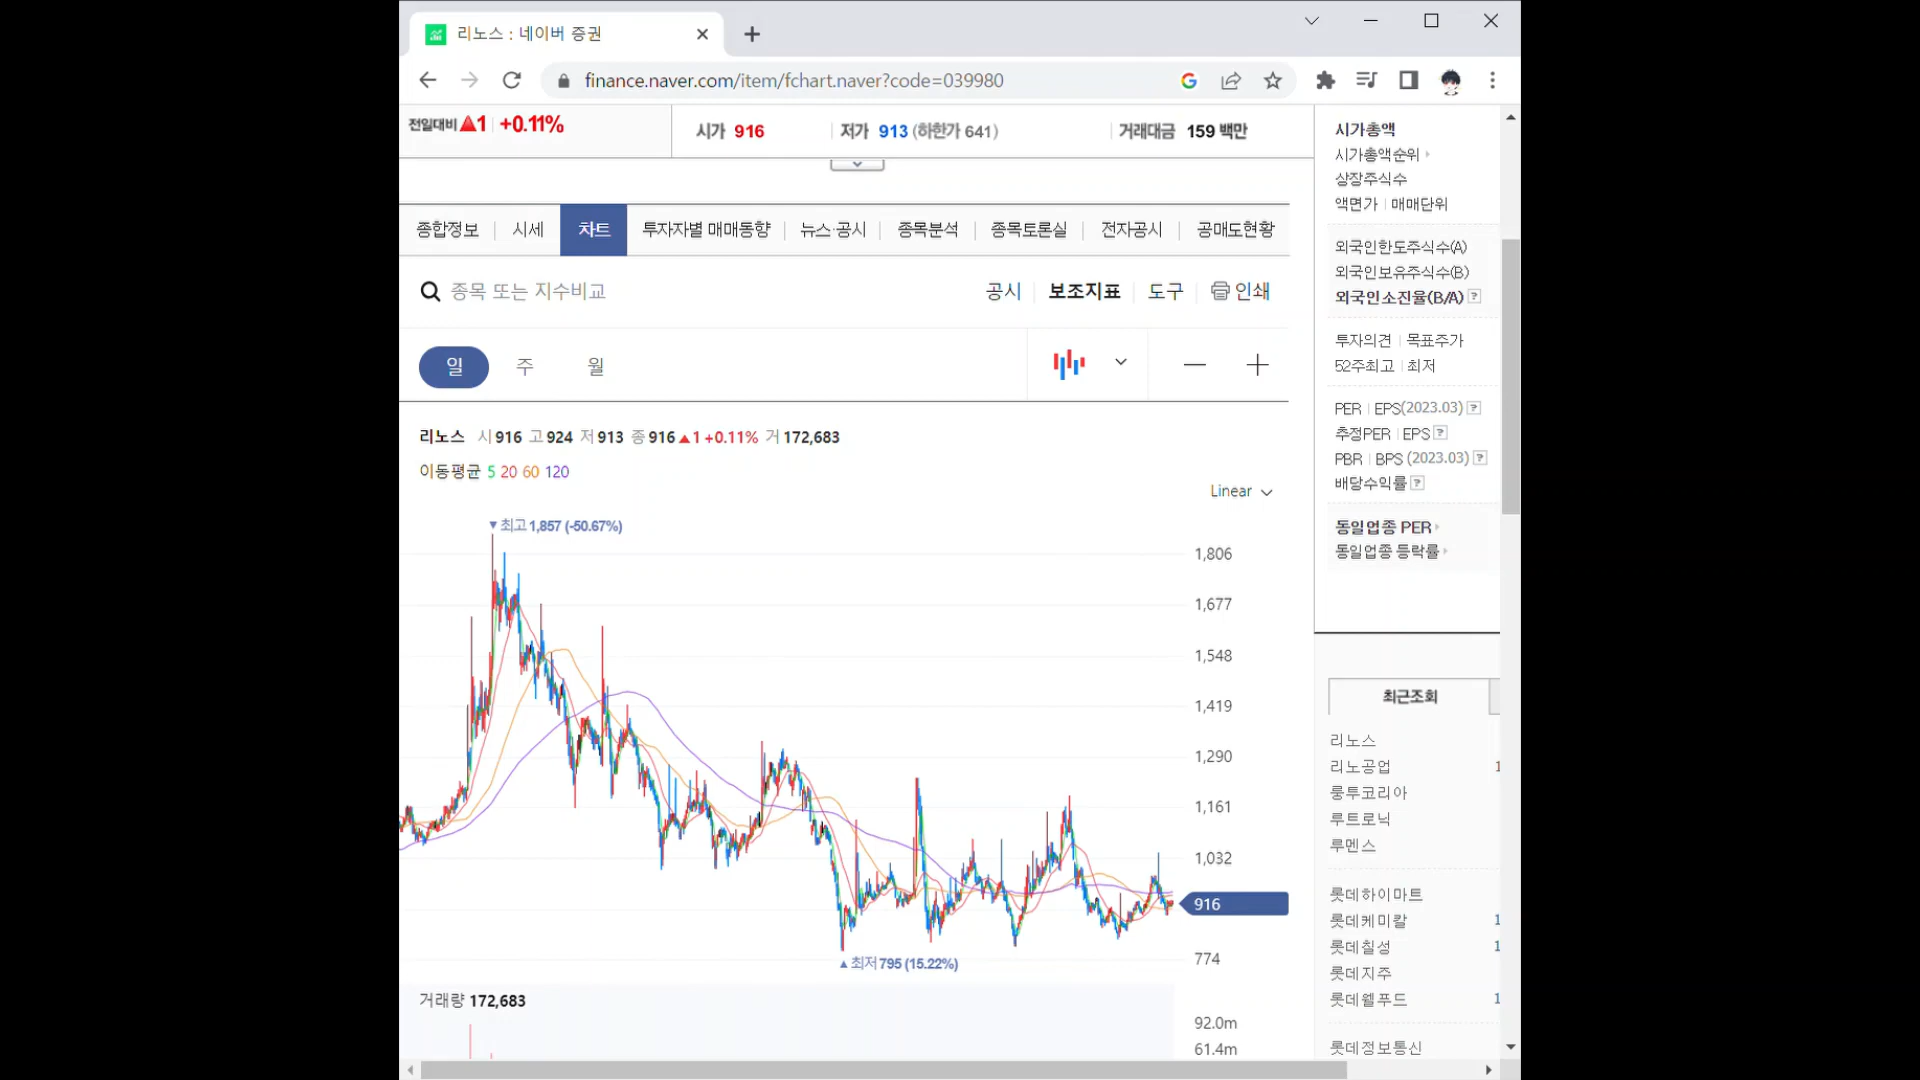 리노스 : 네이버 증권
finance.naver.com/item/fchart.naver?code=039980
전일대비 ▲1 +0.11%
시가 916
저가 913 (하한가 641)
거래대금 159 백만
종합정보 시세 차트 투자자별 매매동향 뉴스·공시 종목분석 종목토론실 전자공시 공매도현황
종목 또는 지수비교
공시 보조지표 도구 인쇄
일 주 월
리노스 시 916 고 924 저 913 종 916 ▲1 +0.11% 거 172,683
이동평균 5 20 60 120
Linear
▼최고 1,857 (-50.67%)
1,806
1,677
1,548
1,419
1,290
1,161
1,032
916
774
▲최저 795 (15.22%)
거래량 172,683
92.0m
61.4m
시가총액
시가총액순위
상장주식수
액면가 매매단위
외국인한도주식수(A)
외국인보유주식수(B)
외국인소진율(B/A) ?
투자의견 목표주가
52주최고 최저
PER EPS(2023.03) ?
추정PER EPS ?
PBR BPS (2023.03) ?
배당수익률 ?
동일업종 PER
동일업종 등락률
최근조회
리노스
리노공업 1
룽투코리아
루트로닉
루멘스
롯데하이마트
롯데케미칼 1
롯데칠성 1
롯데지주
롯데웰푸드 1
롯데정보통신